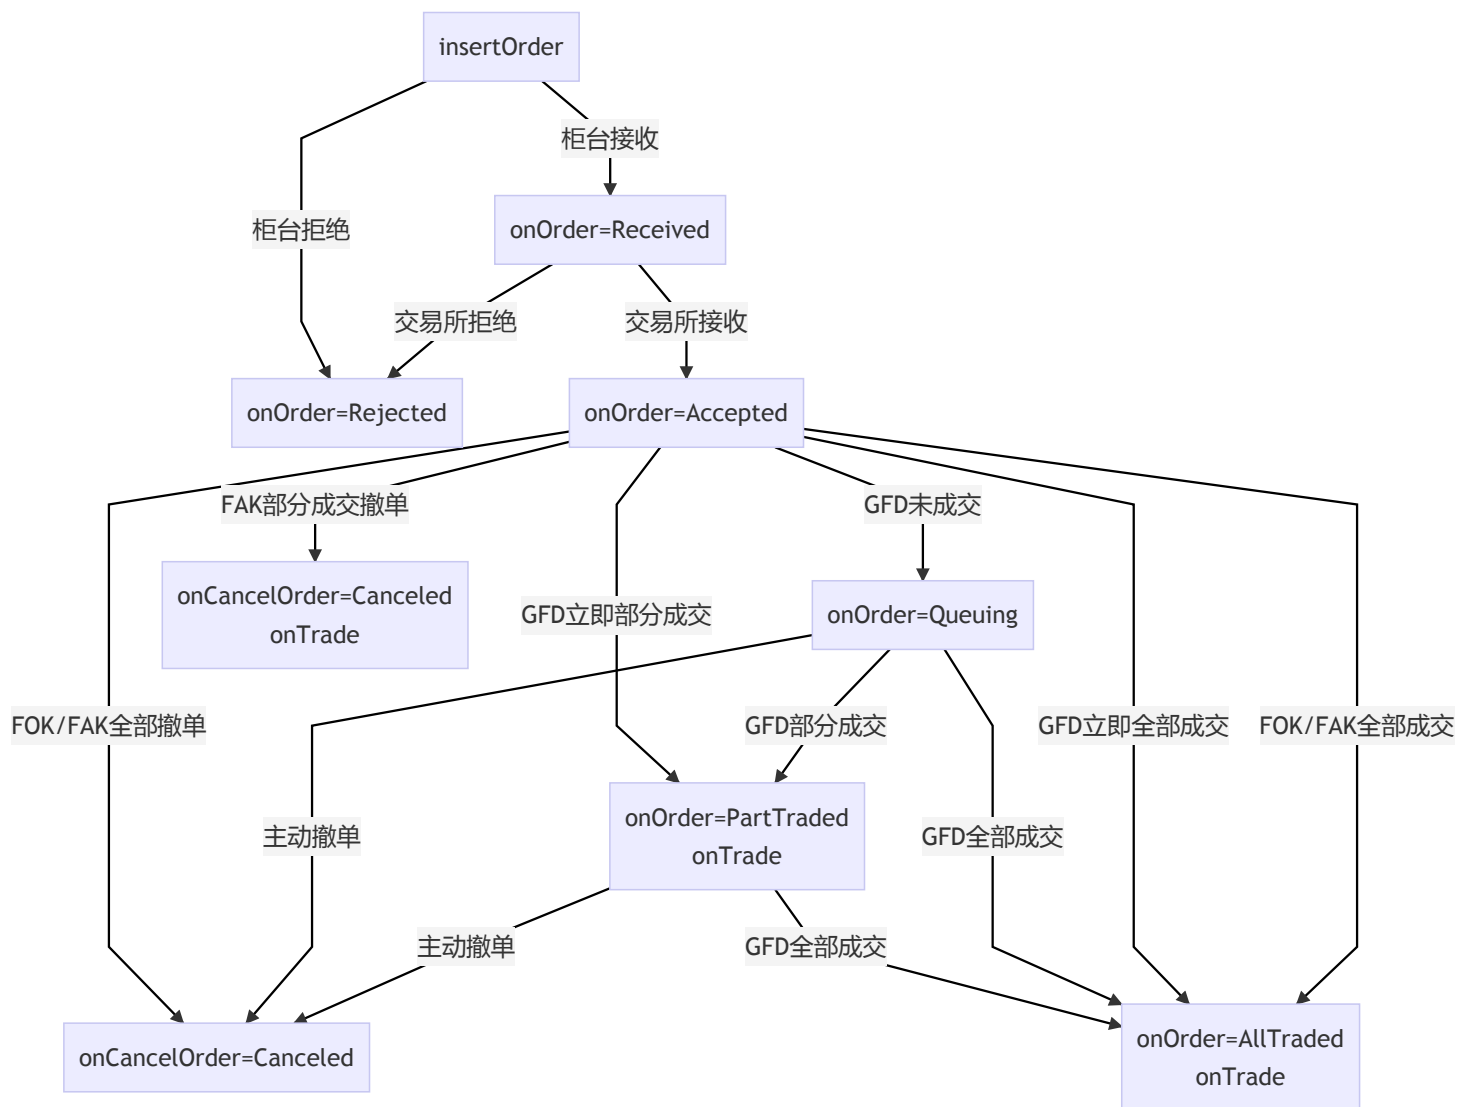 insertOrder
柜台接收
柜台拒绝
onOrder=Received
交易所拒绝
交易所接收
onOrder=Rejected
onOrder=Accepted
FAK部分成交撤单
GFD未成交
onCancelOrder=Canceled
onTrade
GFD立即部分成交
onOrder=Queuing
FOK/FAK全部撤单
GFD部分成交
GFD立即全部成交
FOK/FAK全部成交
主动撤单
onOrder=PartTraded
onTrade
GFD全部成交
主动撤单
GFD全部成交
onCancelOrder=Canceled
onOrder=AllTraded
onTrade